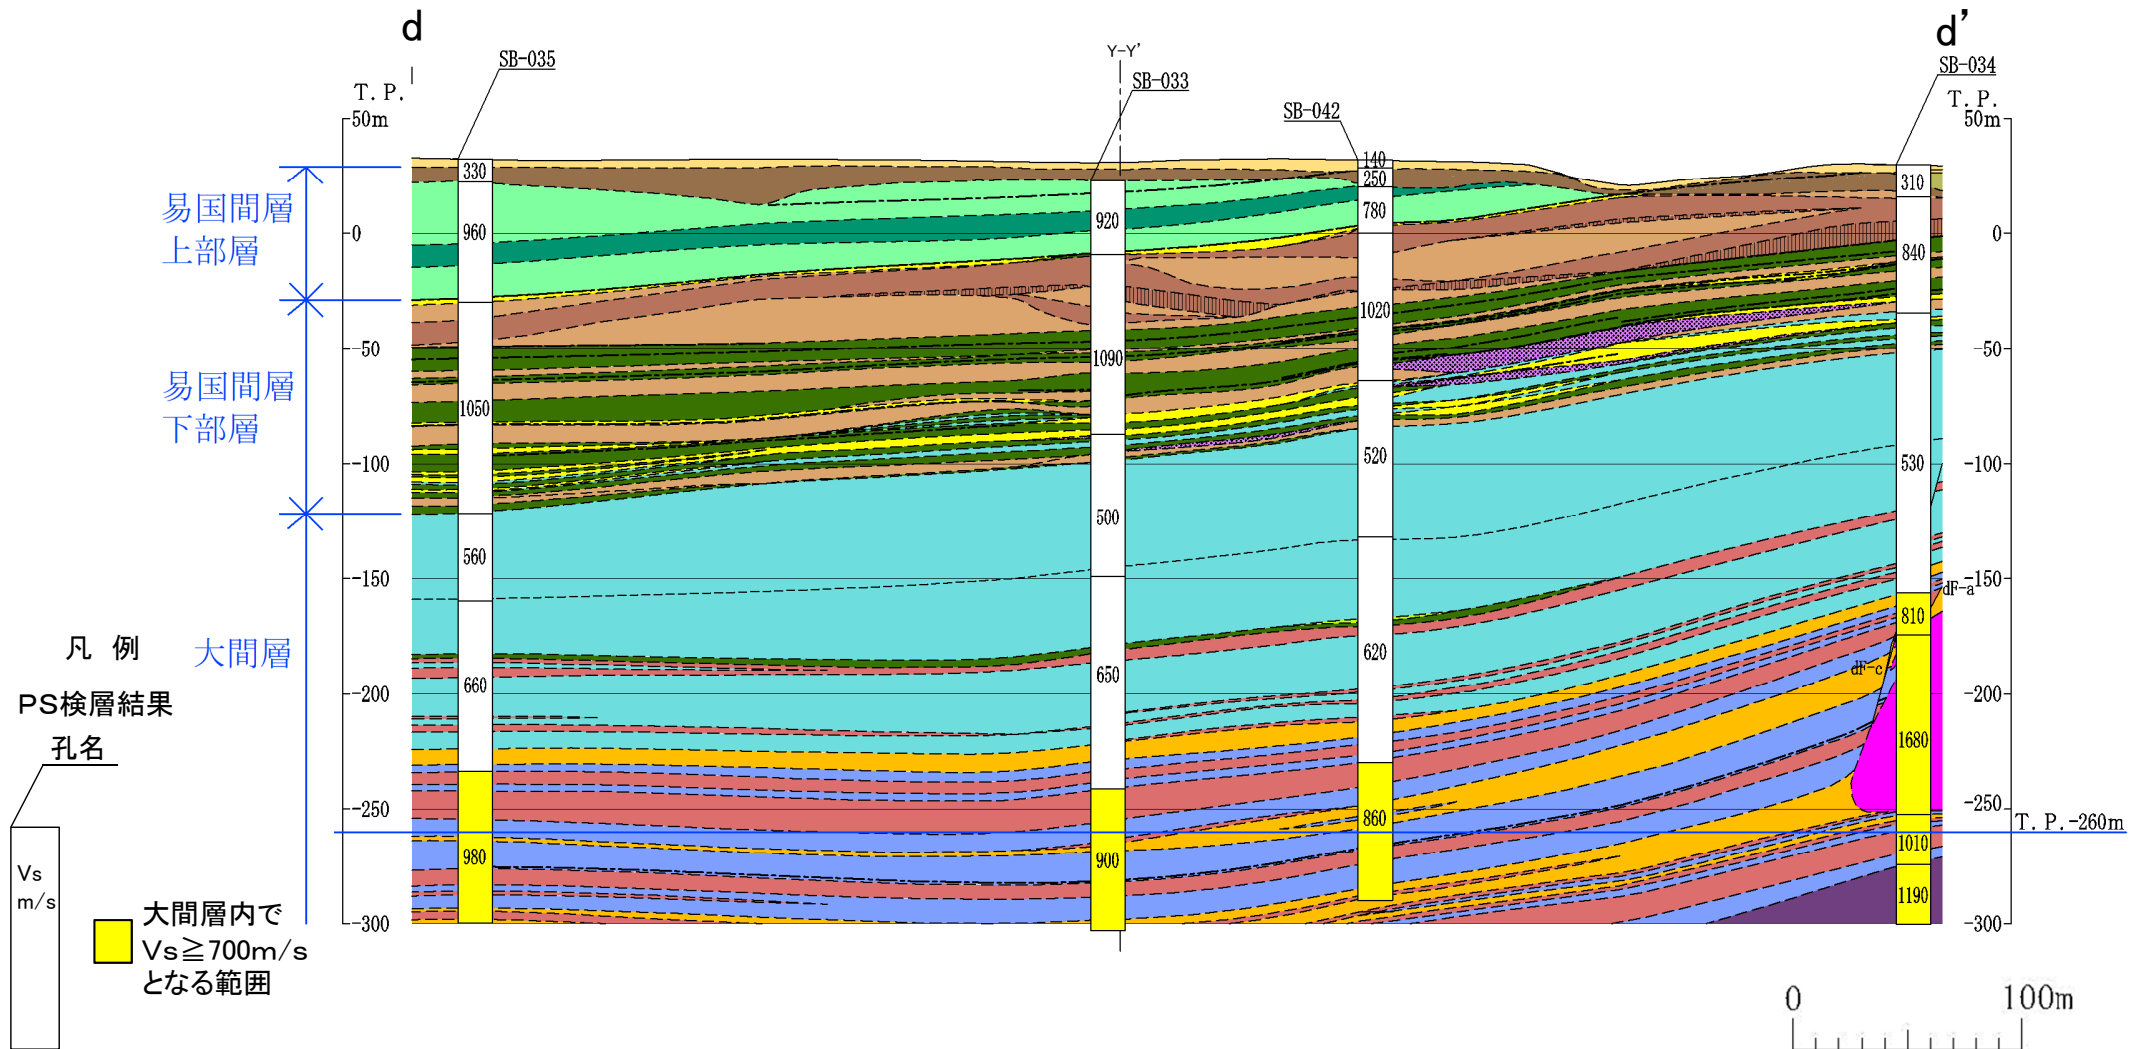 d
d'
SB-035
Y-Y'
SB-033
SB-042
SB-034
T. P.
T. P.
50m
0
-50
-100
-150
-200
-250
-300
50m
0
-50
-100
-150
-200
-250
-300
T. P. -260m
易国間層
上部層
易国間層
下部層
大間層
330
960
1050
560
660
980
920
1090
500
650
900
140
250
780
1020
520
620
860
310
840
530
810
1680
1010
1190
dF-a
dF-c
凡 例
PS検層結果
孔名
Vs
m/s
大間層内で
Vs≧700m/s
となる範囲
0
100m